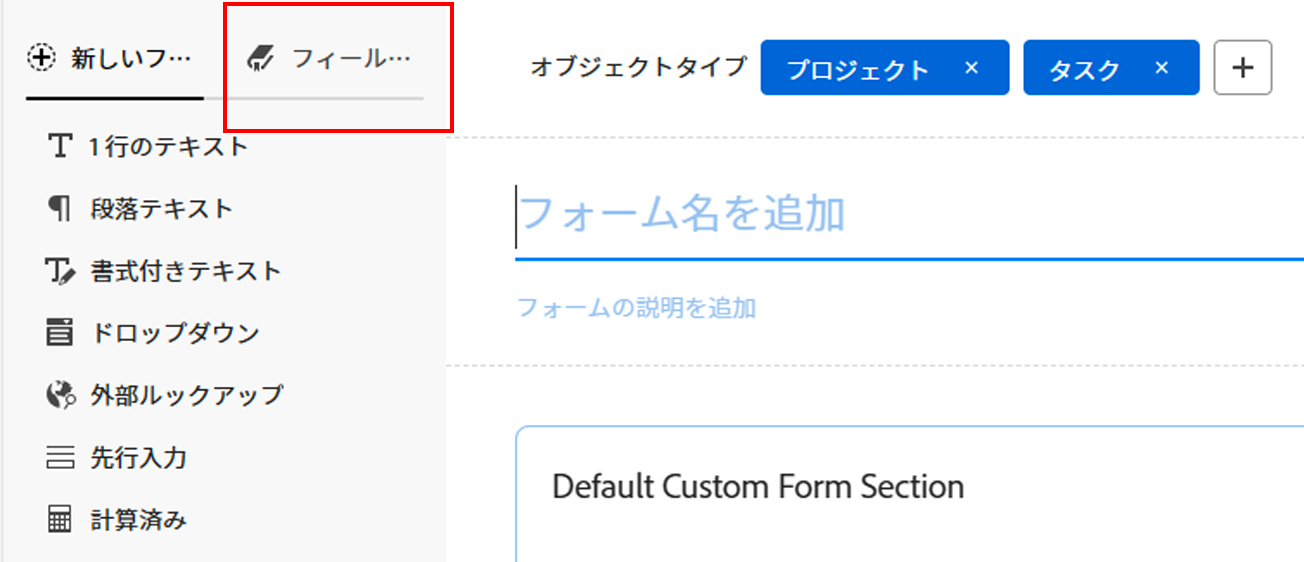 新しいフ… フィール…
オブジェクトタイプ プロジェクト × タスク × +
1 行のテキスト
段落テキスト
書式付きテキスト
ドロップダウン
外部ルックアップ
先行入力
計算済み
フォーム名を追加
フォームの説明を追加
Default Custom Form Section